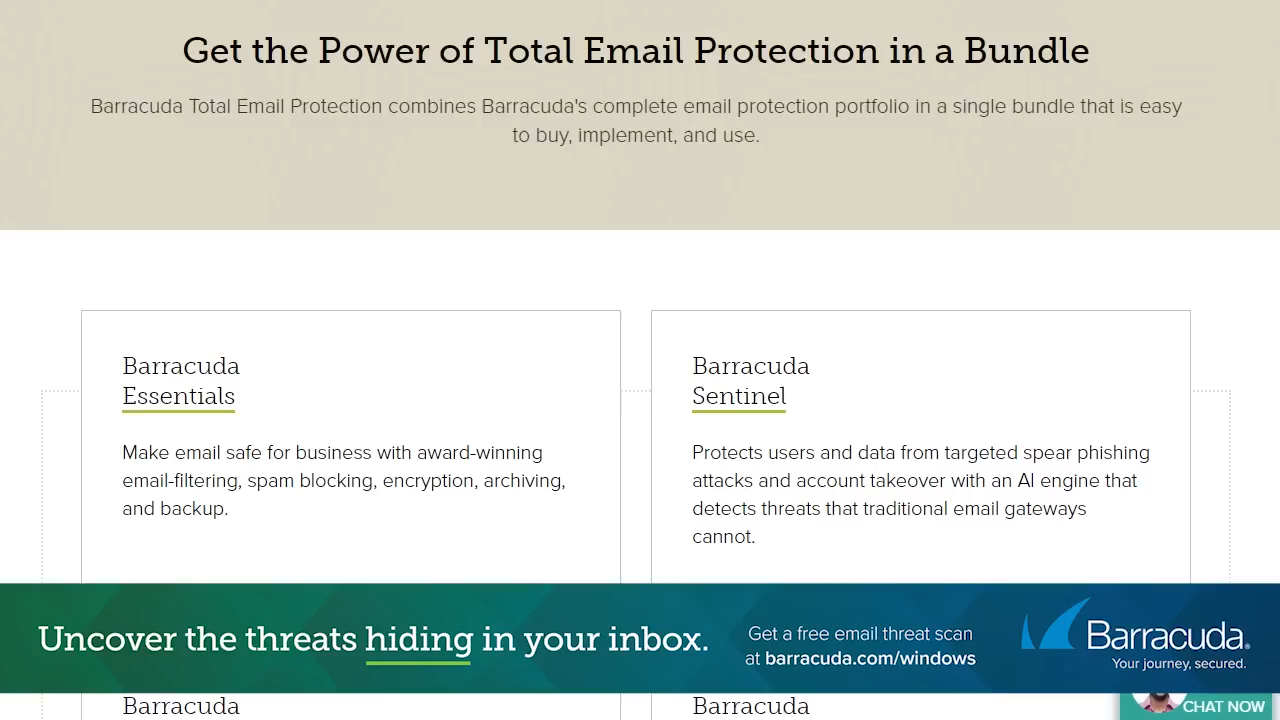 Get the Power of Total Email Protection in a Bundle
Barracuda Total Email Protection combines Barracuda's complete email protection portfolio in a single bundle that is easy
to buy, implement, and use.
Barracuda
Essentials
Make email safe for business with award-winning
email-filtering, spam blocking, encryption, archiving,
and backup.
Barracuda
Sentinel
Protects users and data from targeted spear phishing
attacks and account takeover with an AI engine that
detects threats that traditional email gateways
cannot.
Uncover the threats hiding in your inbox.
Get a free email threat scan
at barracuda.com/windows
Barracuda®
Your journey, secured.
Barracuda
Barracuda
CHAT NOW